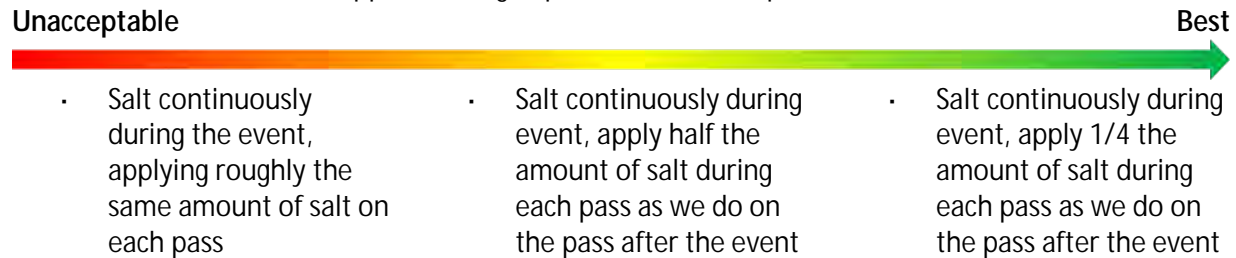 Unacceptable Best
· Salt continuously
during the event,
applying roughly the
same amount of salt on
each pass
· Salt continuously during
event, apply half the
amount of salt during
each pass as we do on
the pass after the event
· Salt continuously during
event, apply 1/4 the
amount of salt during
each pass as we do on
the pass after the event